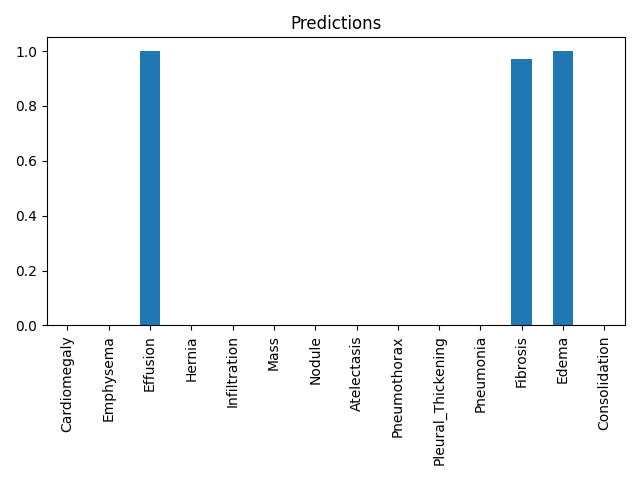 Predictions
1.0
0.8
0.6
0.4
0.2
0.0
Cardiomegaly
Emphysema
Effusion
Hernia
Infiltration
Mass
Nodule
Atelectasis
Pneumothorax
Pleural_Thickening
Pneumonia
Fibrosis
Edema
Consolidation